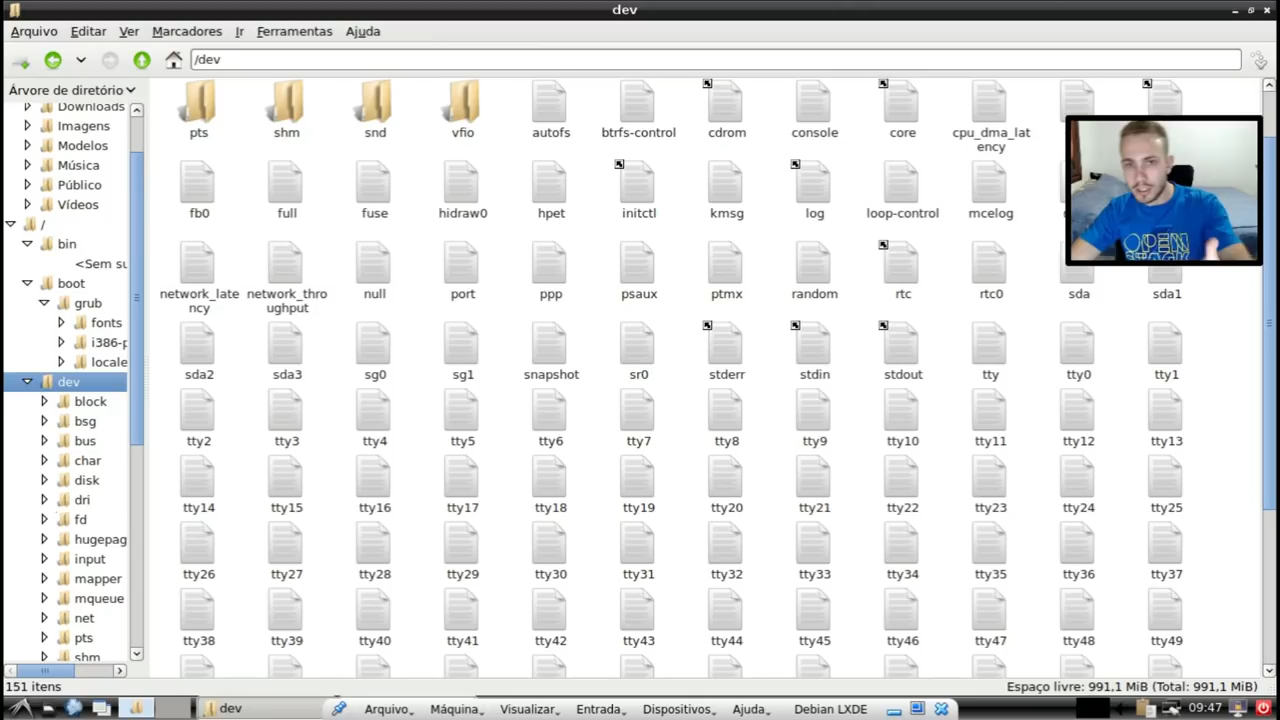 dev
Arquivo Editar Ver Marcadores Ir Ferramentas Ajuda
/dev
Árvore de diretório
Downloads
Imagens
Modelos
Música
Público
Vídeos
/
bin
<Sem su
boot
grub
fonts
i386-p
locale
dev
block
bsg
bus
char
disk
dri
fd
hugepag
input
mapper
mqueue
net
pts
shm
pts shm snd vfio autofs btrfs-control cdrom console core cpu_dma_lat
ency
fb0 full fuse hidraw0 hpet initctl kmsg log loop-control mcelog
network_late network_thro null port ppp psaux ptmx random rtc rtc0 sda sda1
ncy ughput
sda2 sda3 sg0 sg1 snapshot sr0 stderr stdin stdout tty tty0 tty1
tty2 tty3 tty4 tty5 tty6 tty7 tty8 tty9 tty10 tty11 tty12 tty13
tty14 tty15 tty16 tty17 tty18 tty19 tty20 tty21 tty22 tty23 tty24 tty25
tty26 tty27 tty28 tty29 tty30 tty31 tty32 tty33 tty34 tty35 tty36 tty37
tty38 tty39 tty40 tty41 tty42 tty43 tty44 tty45 tty46 tty47 tty48 tty49
OPEN
151 itens Espaço livre: 991,1 MiB (Total: 991,1 MiB)
dev Arquivo Máquina Visualizar Entrada Dispositivos Ajuda Debian LXDE 09:47